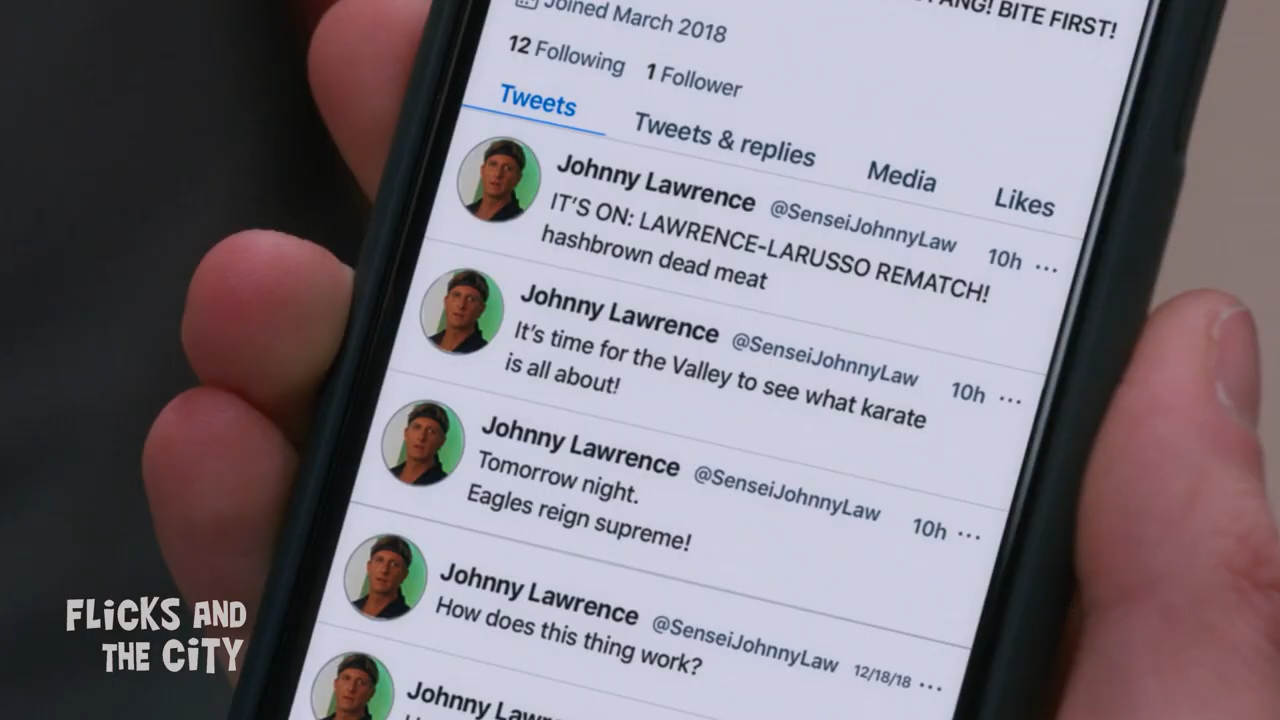 FANG! BITE FIRST!
Joined March 2018
12 Following 1 Follower
Tweets Tweets & replies Media Likes
Johnny Lawrence @SenseiJohnnyLaw 10h ...
IT'S ON: LAWRENCE-LARUSSO REMATCH!
hashbrown dead meat
Johnny Lawrence @SenseiJohnnyLaw 10h ...
It's time for the Valley to see what karate
is all about!
Johnny Lawrence @SenseiJohnnyLaw 10h ...
Tomorrow night.
Eagles reign supreme!
Johnny Lawrence @SenseiJohnnyLaw 12/18/18 ...
How does this thing work?
Johnny
FLiCKS AND
THE CiTY